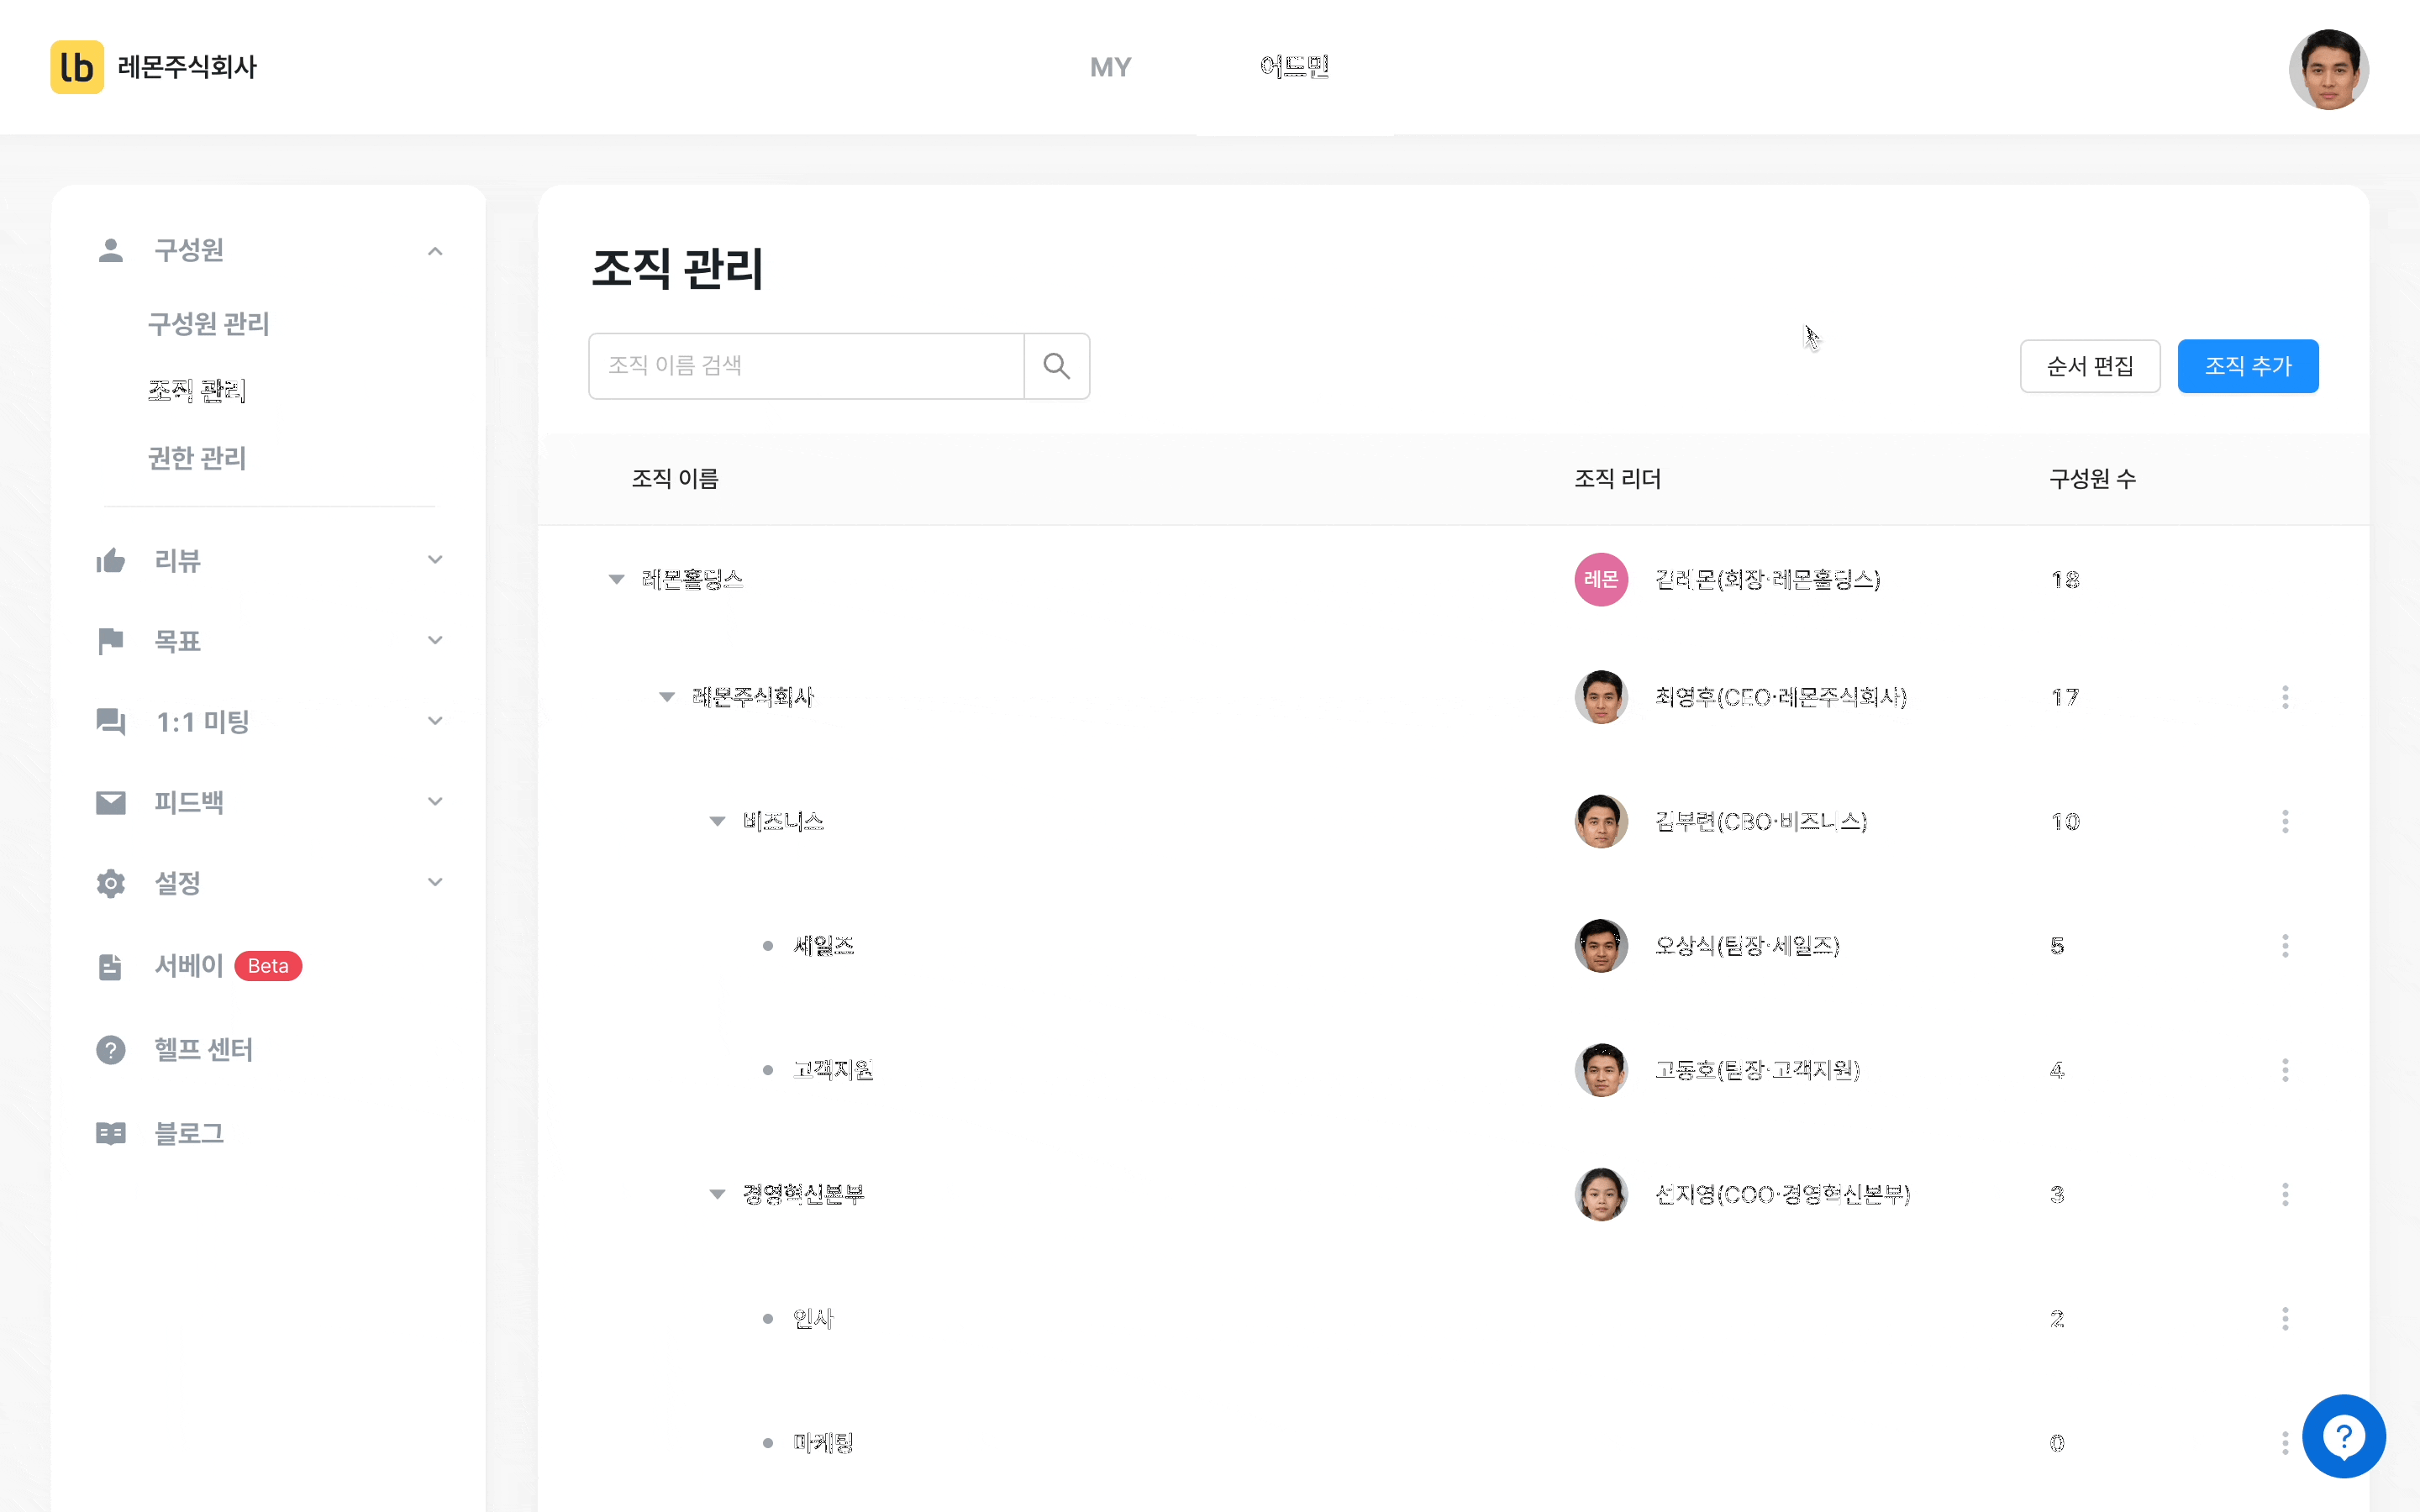 lb 레몬주식회사
MY
어드민
구성원
구성원 관리
조직 관리
권한 관리
리뷰
목표
1:1 미팅
피드백
설정
서베이 Beta
헬프 센터
블로그
조직 관리
조직 이름 검색
순서 편집
조직 추가
조직 이름 조직 리더 구성원 수
레몬홀딩스 레몬 김레몬(회장·레몬홀딩스) 18
레몬주식회사 최영후(CEO·레몬주식회사) 17
비즈니스 김부련(CBO·비즈니스) 10
세일즈 오상식(팀장·세일즈) 5
고객지원 고동호(팀장·고객지원) 4
경영혁신본부 선지영(COO·경영혁신본부) 3
인사 2
마케팅 0